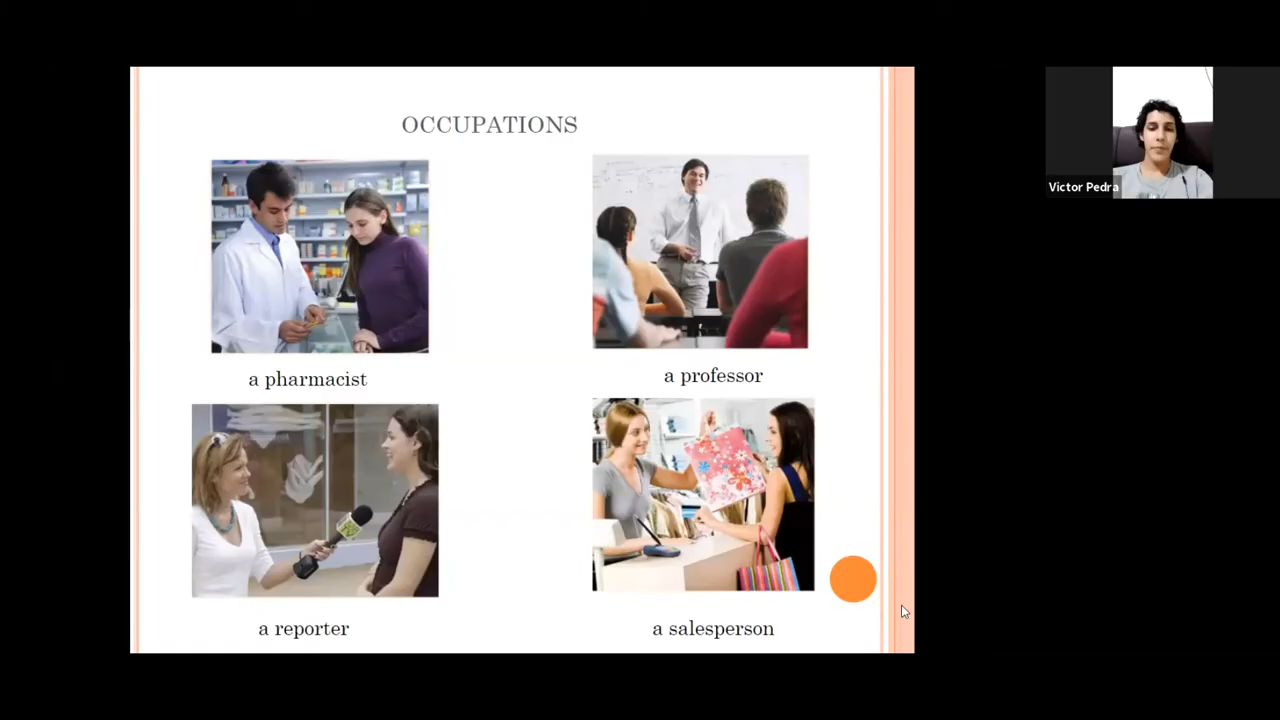 OCCUPATIONS
Victor Pedra
a pharmacist
a professor
a reporter
a salesperson